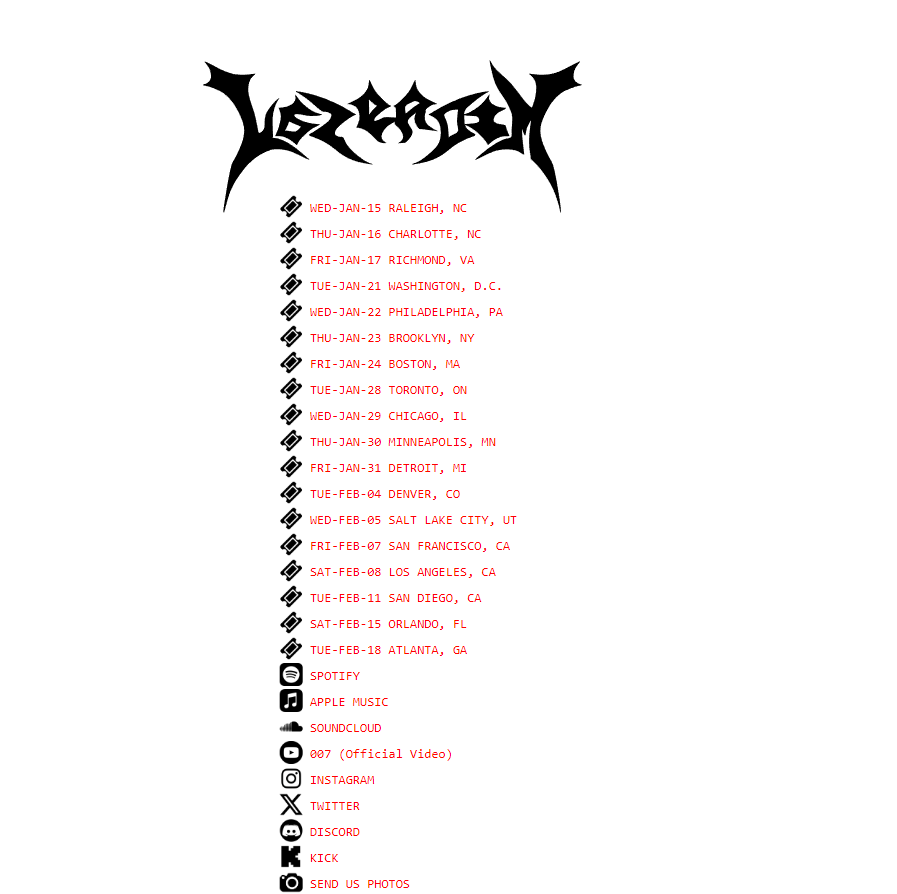 LAZER DIM
WED-JAN-15 RALEIGH, NC
THU-JAN-16 CHARLOTTE, NC
FRI-JAN-17 RICHMOND, VA
TUE-JAN-21 WASHINGTON, D.C.
WED-JAN-22 PHILADELPHIA, PA
THU-JAN-23 BROOKLYN, NY
FRI-JAN-24 BOSTON, MA
TUE-JAN-28 TORONTO, ON
WED-JAN-29 CHICAGO, IL
THU-JAN-30 MINNEAPOLIS, MN
FRI-JAN-31 DETROIT, MI
TUE-FEB-04 DENVER, CO
WED-FEB-05 SALT LAKE CITY, UT
FRI-FEB-07 SAN FRANCISCO, CA
SAT-FEB-08 LOS ANGELES, CA
TUE-FEB-11 SAN DIEGO, CA
SAT-FEB-15 ORLANDO, FL
TUE-FEB-18 ATLANTA, GA
SPOTIFY
APPLE MUSIC
SOUNDCLOUD
007 (Official Video)
INSTAGRAM
TWITTER
DISCORD
KICK
SEND US PHOTOS